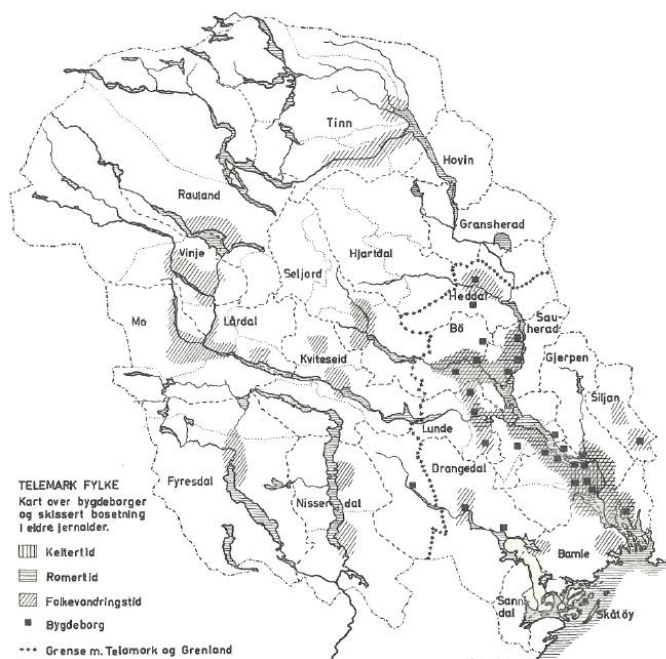 Tinn
Hovin
Rauland
Gransherad
Vinje
Seljord
Hjartdal
Heddal
Mo
Lårdal
Bö
Sau-
herad
Kviteseid
Gjerpen
Siljan
Lunde
Drangedal
Fyresdal
Nissedal
Bamle
Sann
dal
Skåtöy
TELEMARK FYLKE
Kart over bygdeborger
og skissert bosetning
i eldre jernalder.
Keltertid
Romertid
Folkevandringstid
Bygdeborg
Grense m. Telemark og Grenland